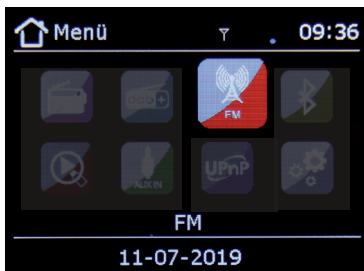 Menü 09:36
dab+ FM
AUX IN UPnP
FM
11-07-2019